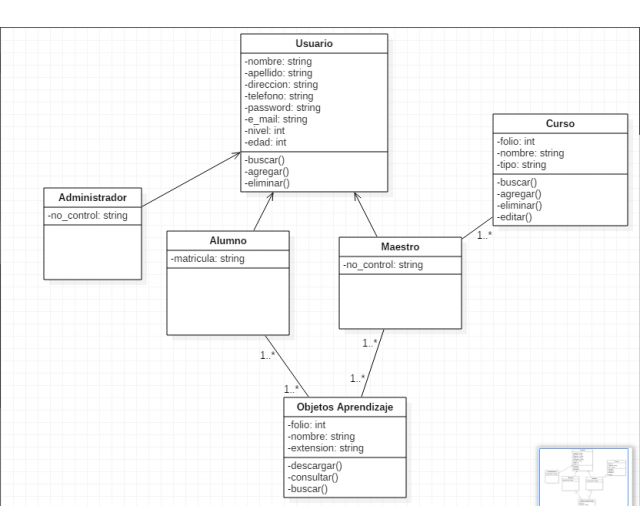 Usuario
-nombre: string
-apellido: string
-direccion: string
-telefono: string
-password: string
-e_mail: string
-nivel: int
-edad: int
-buscar()
-agregar()
-eliminar()
Curso
-folio: int
-nombre: string
-tipo: string
-buscar()
-agregar()
-eliminar()
-editar()
Administrador
-no_control: string
Alumno
-matricula: string
Maestro
-no_control: string
1..*
1..*
1..*
1..*
1..*
Objetos Aprendizaje
-folio: int
-nombre: string
-extension: string
-descargar()
-consultar()
-buscar()